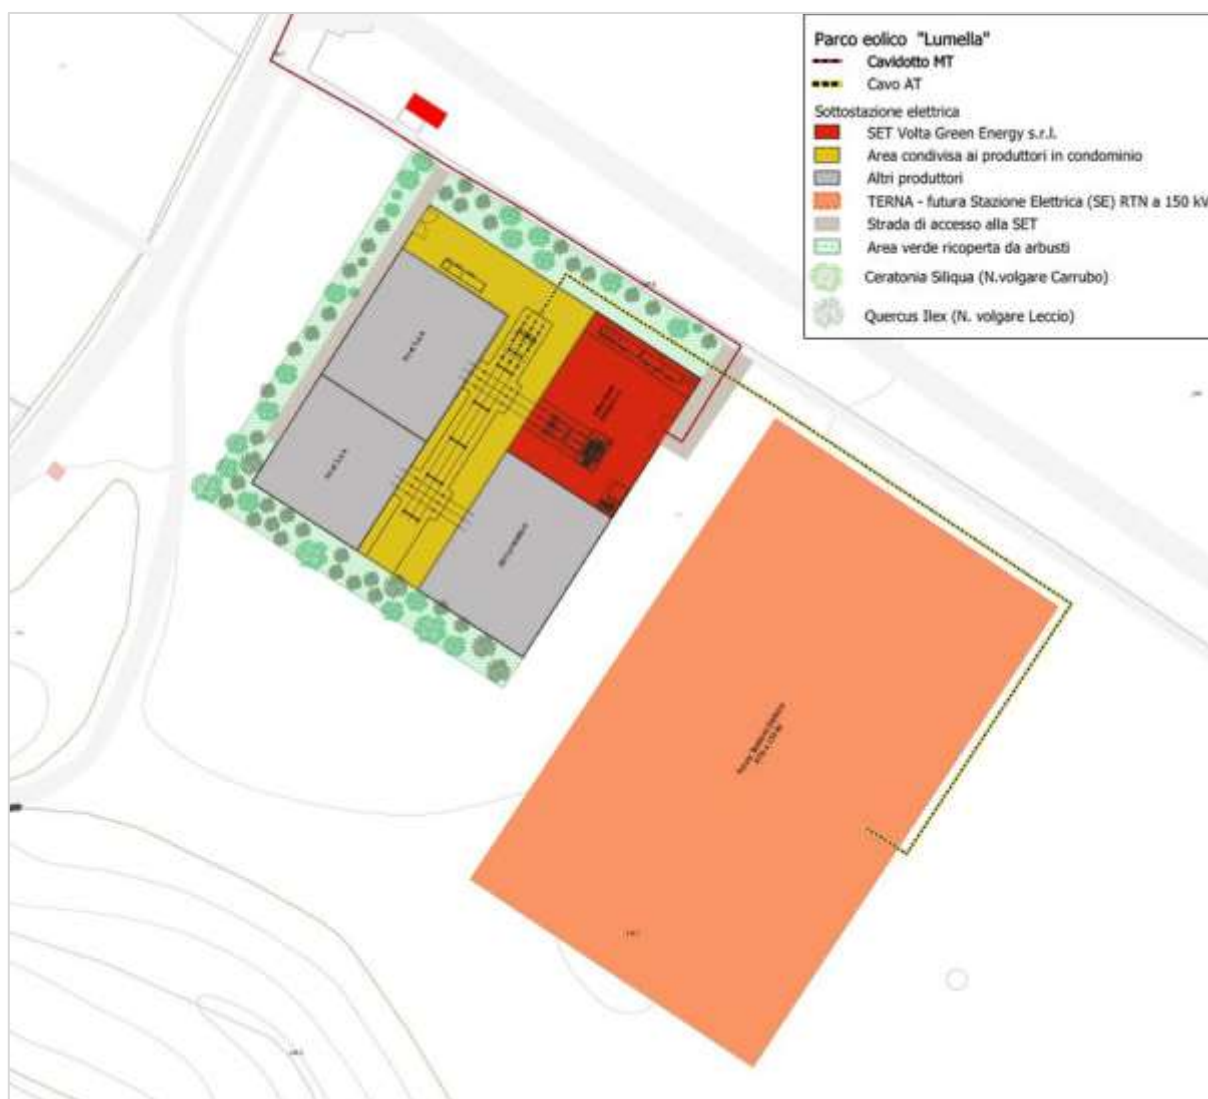 Parco eolico "Lumella"
Cavidotto MT
Cavo AT
Sottostazione elettrica
SET Volta Green Energy s.r.l.
Area condivisa ai produttori in condominio
Altri produttori
TERNA - futura Stazione Elettrica (SE) RTN a 150 kV
Strada di accesso alla SET
Area verde ricoperta da arbusti
Ceratonia Siliqua (N.volgare Carrubo)
Quercus Ilex (N. volgare Leccio)